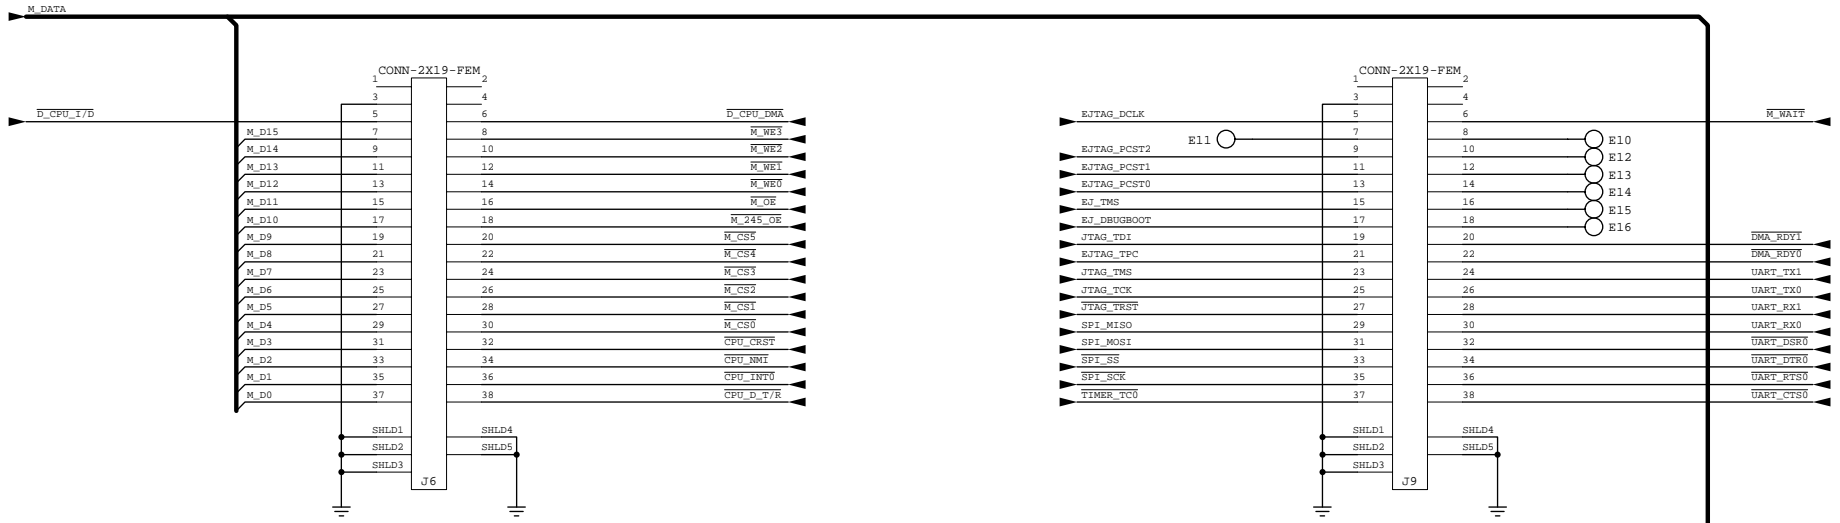 M_DATA
CONN-2X19-FEM CONN-2X19-FEM
1 2 1 2
3 4 3 4
D_CPU_I/D 5 6 D_CPU_DMA EJTAG_DCLK 5 6 M_WAIT
M_D15 7 8 M_WE3 E11 7 8 E10
M_D14 9 10 M_WE2 EJTAG_PCST2 9 10 E12
M_D13 11 12 M_WE1 EJTAG_PCST1 11 12 E13
M_D12 13 14 M_WE0 EJTAG_PCST0 13 14 E14
M_D11 15 16 M_OE EJ_TMS 15 16 E15
M_D10 17 18 M_245_OE EJ_DBUGBOOT 17 18 E16
M_D9 19 20 M_CS5 JTAG_TDI 19 20 DMA_RDY1
M_D8 21 22 M_CS4 EJTAG_TPC 21 22 DMA_RDY0
M_D7 23 24 M_CS3 JTAG_TMS 23 24 UART_TX1
M_D6 25 26 M_CS2 JTAG_TCK 25 26 UART_TX0
M_D5 27 28 M_CS1 JTAG_TRST 27 28 UART_RX1
M_D4 29 30 M_CS0 SPI_MISO 29 30 UART_RX0
M_D3 31 32 CPU_CRST SPI_MOSI 31 32 UART_DSR0
M_D2 33 34 CPU_NMI SPI_SS 33 34 UART_DTR0
M_D1 35 36 CPU_INT0 SPI_SCK 35 36 UART_RTS0
M_D0 37 38 CPU_D_T/R TIMER_TC0 37 38 UART_CTS0
SHLD1 SHLD4 SHLD1 SHLD4
SHLD2 SHLD5 SHLD2 SHLD5
SHLD3 SHLD3
J6 J9